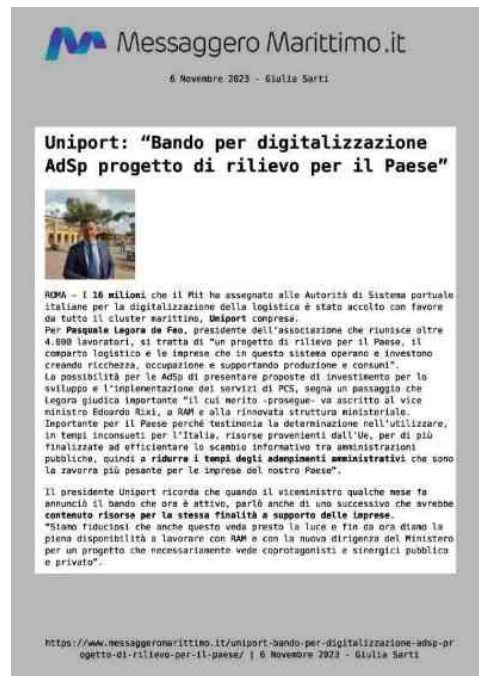 Messaggero Marittimo.it
6 Novembre 2023 - Giulia Sarti
Uniport: “Bando per digitalizzazione
AdSp progetto di rilievo per il Paese”
ROMA – I 16 milioni che il Mit ha assegnato alle Autorità di Sistema portuale
italiane per la digitalizzazione della logistica è stato accolto con favore
da tutto il cluster marittimo, Uniport compresa.
Per Pasquale Legora de Feo, presidente dell’associazione che riunisce oltre
4.000 lavoratori, si tratta di “un progetto di rilievo per il Paese, il
comparto logistico e le imprese che in questo sistema operano e investono
creando ricchezza, occupazione e supportando produzione e consumi”.
La possibilità per le AdSp di presentare proposte di investimento per lo
sviluppo e l’inplementazione dei servizi di PCS, segna un passaggio che
Legora giudica importante “il cui merito -prosegue- va ascritto al vice
ministro Edoardo Rixi, a RAM e alla rinnovata struttura ministeriale.
Importante per il Paese perché testimonia la determinazione nell’utilizzare,
in tempi inconsueti per l’Italia, risorse provenienti dall’Ue, per di più
finalizzate ad efficientare lo scambio informativo tra amministrazioni
pubbliche, quindi a ridurre i tempi degli adempimenti amministrativi che sono
la zavorra più pesante per le imprese del nostro Paese”.
Il presidente Uniport ricorda che quando il viceministro qualche mese fa
annunciò il bando che ora è attivo, parlò anche di uno successivo che avrebbe
contenuto risorse per la stessa finalità a supporto delle imprese.
“Siamo fiduciosi che anche questo veda presto la luce e fin da ora diamo la
piena disponibilità a lavorare con RAM e con la nuova dirigenza del Ministero
per un progetto che necessariamente vede coprotagonisti e sinergici pubblico
e privato”.
https://www.messaggeromarittimo.it/uniport-bando-per-digitalizzazione-adsp-pr
ogetto-di-rilievo-per-il-paese/ | 6 Novembre 2023 - Giulia Sarti